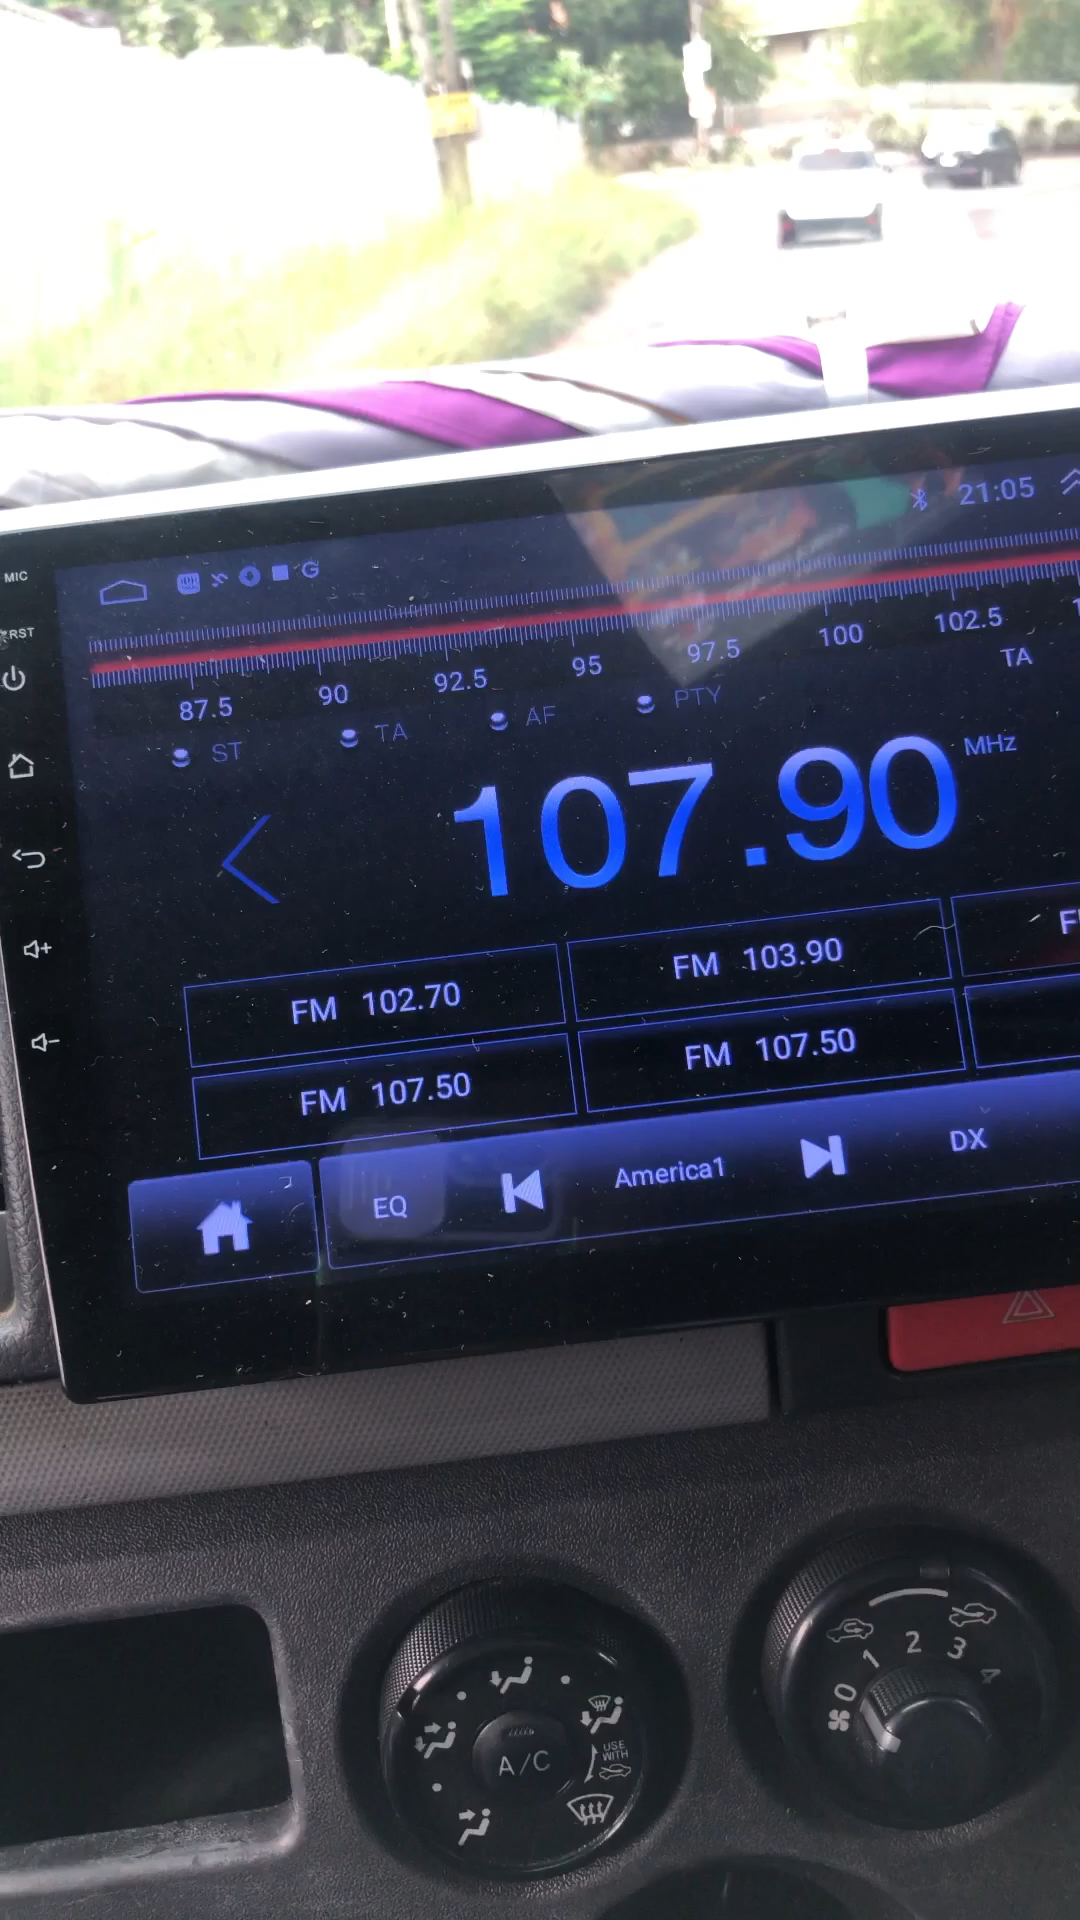 21:05
MIC
RST
G
87.5 90 92.5 95 97.5 100 102.5
ST TA AF PTY TA
107.90 MHz
FM 102.70 FM 103.90
FM 107.50 FM 107.50
EQ America1 DX
0 1 2 3 4
A/C
USE
WITH